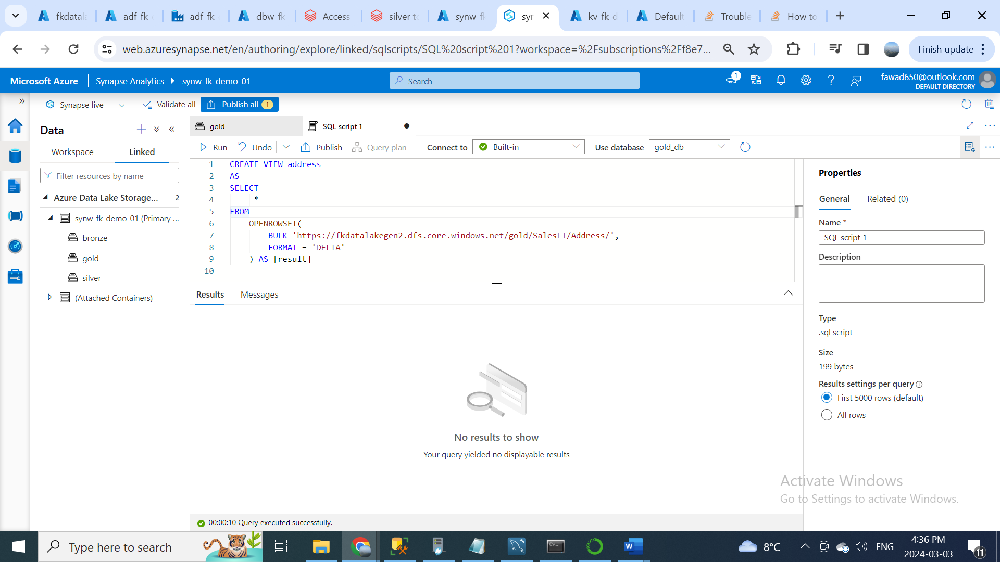 fkdatala
adf-fk-
adf-fk-
dbw-fk
Access
silver to
synw-fk
syn
kv-fk-d
Default
Trouble
How to
web.azuresynapse.net/en/authoring/explore/linked/sqlscripts/SQL%20script%201?workspace=%2Fsubscriptions%2Ff8e7...
Finish update
Microsoft Azure
Synapse Analytics
synw-fk-demo-01
Search
1
fawad650@outlook.com
DEFAULT DIRECTORY
Synapse live
Validate all
Publish all 1
Data
gold
SQL script 1
Workspace
Linked
Run
Undo
Publish
Query plan
Connect to
Built-in
Use database
gold_db
Filter resources by name
Azure Data Lake Storage... 2
synw-fk-demo-01 (Primary ...
bronze
gold
silver
(Attached Containers)
1 CREATE VIEW address
2 AS
3 SELECT
4 *
5 FROM
6 OPENROWSET(
7 BULK 'https://fkdatalakegen2.dfs.core.windows.net/gold/SalesLT/Address/',
8 FORMAT = 'DELTA'
9 ) AS [result]
10
Results
Messages
No results to show
Your query yielded no displayable results
00:00:10 Query executed successfully.
Properties
General
Related (0)
Name *
SQL script 1
Description
Type
.sql script
Size
199 bytes
Results settings per query
First 5000 rows (default)
All rows
Activate Windows
Go to Settings to activate Windows.
Type here to search
8°C
ENG
4:36 PM
2024-03-03
11